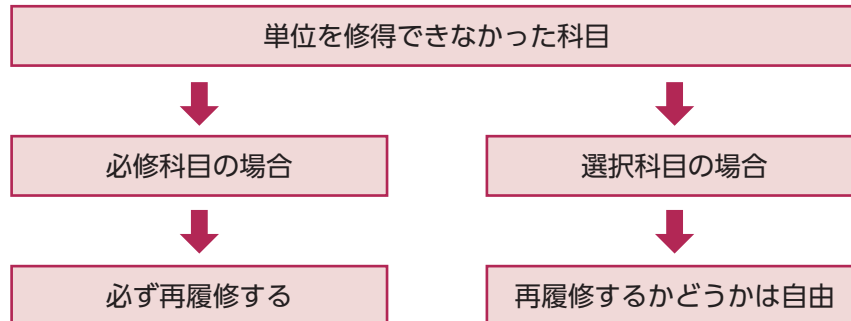 単位を修得できなかった科目
必修科目の場合
選択科目の場合
必ず再履修する
再履修するかどうかは自由